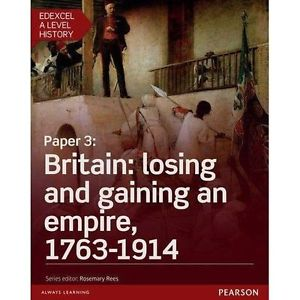 EDEXCEL
A LEVEL
HISTORY
Paper 3:
Britain: losing
and gaining an
empire,
1763-1914
Series editor: Rosemary Rees
ALWAYS LEARNING
PEARSON